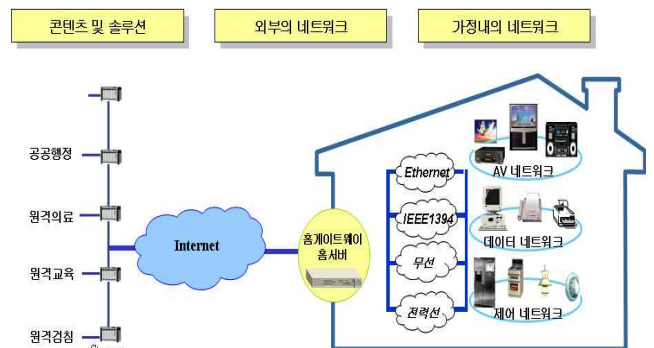 콘텐츠 및 솔루션
외부의 네트워크
가정내의 네트워크
공공행정
원격의료
원격교육
원격검침
Internet
홈게이트웨이
홈서버
Ethernet
IEEE1394
무선
전력선
AV 네트워크
데이터 네트워크
제어 네트워크